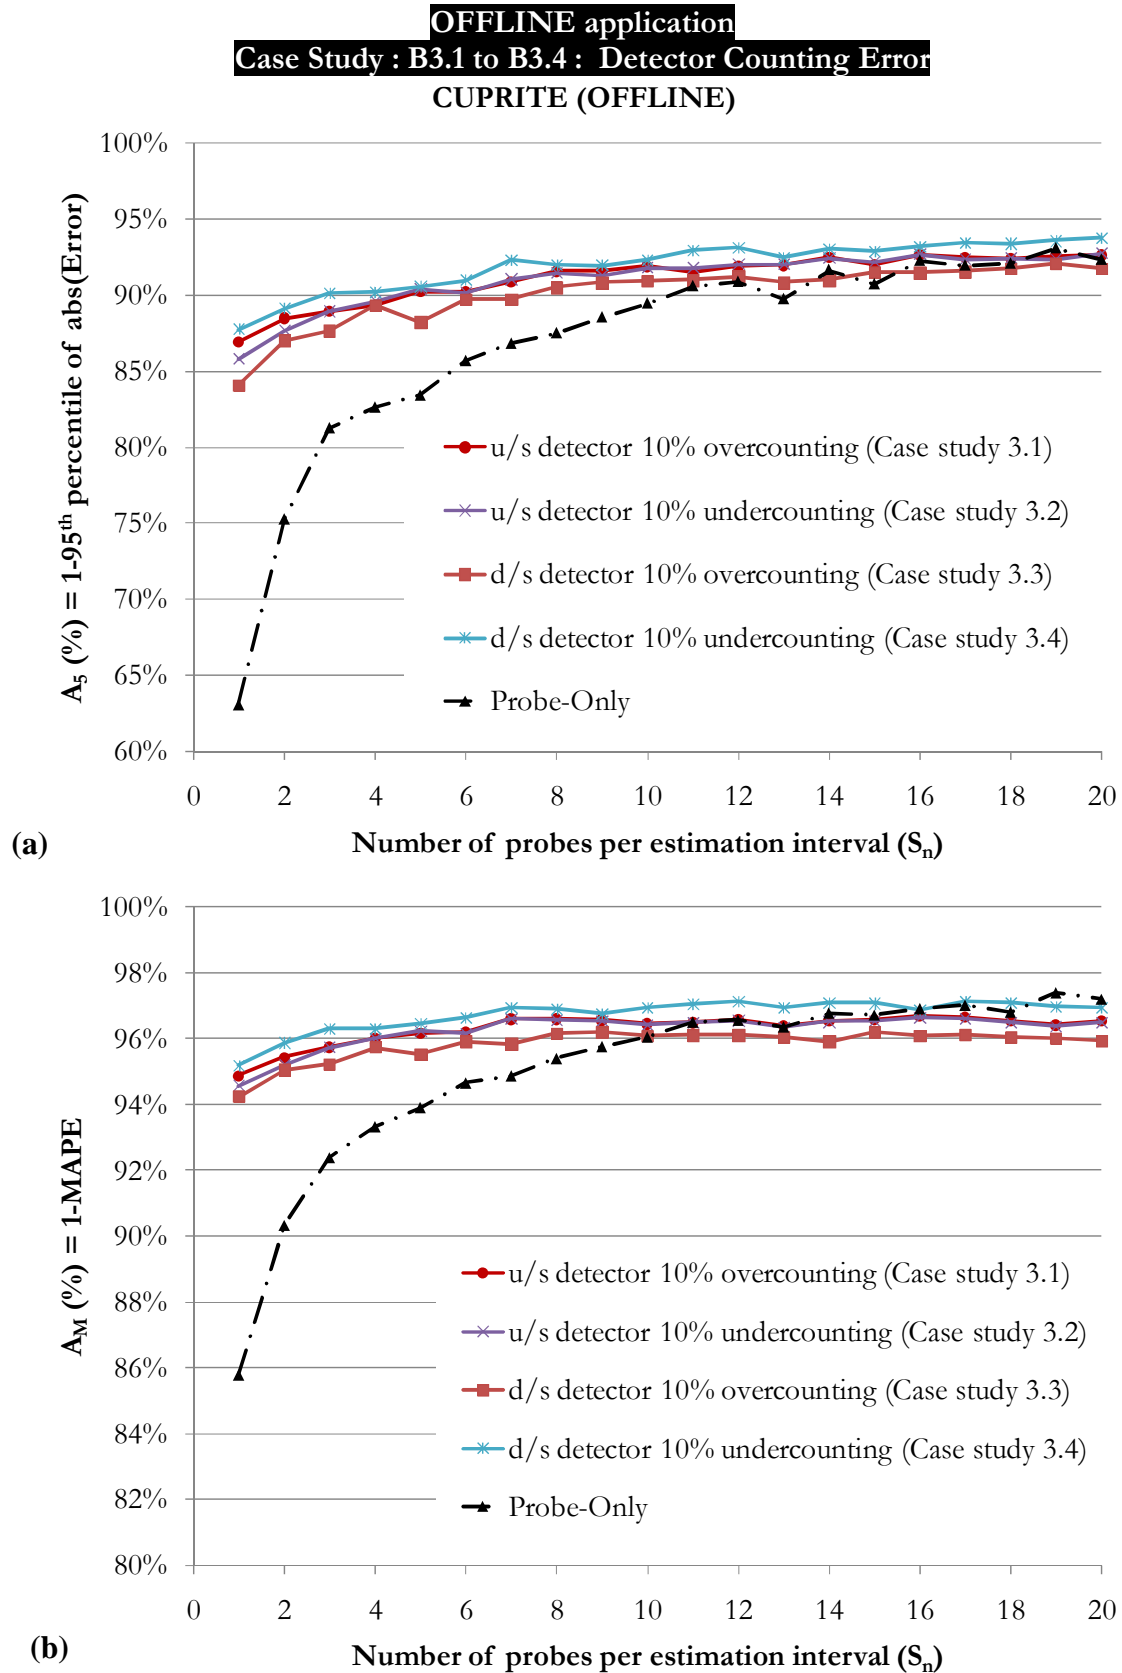 OFFLINE application
Case Study : B3.1 to B3.4 : Detector Counting Error
CUPRITE (OFFLINE)
100%
95%
90%
85%
80%
75%
70%
65%
60%
A5 (%) = 1-95th percentile of abs(Error)
u/s detector 10% overcounting (Case study 3.1)
u/s detector 10% undercounting (Case study 3.2)
d/s detector 10% overcounting (Case study 3.3)
d/s detector 10% undercounting (Case study 3.4)
Probe-Only
0 2 4 6 8 10 12 14 16 18 20
(a) Number of probes per estimation interval (Sn)
100%
98%
96%
94%
92%
90%
88%
86%
84%
82%
80%
AM (%) = 1-MAPE
u/s detector 10% overcounting (Case study 3.1)
u/s detector 10% undercounting (Case study 3.2)
d/s detector 10% overcounting (Case study 3.3)
d/s detector 10% undercounting (Case study 3.4)
Probe-Only
0 2 4 6 8 10 12 14 16 18 20
(b) Number of probes per estimation interval (Sn)